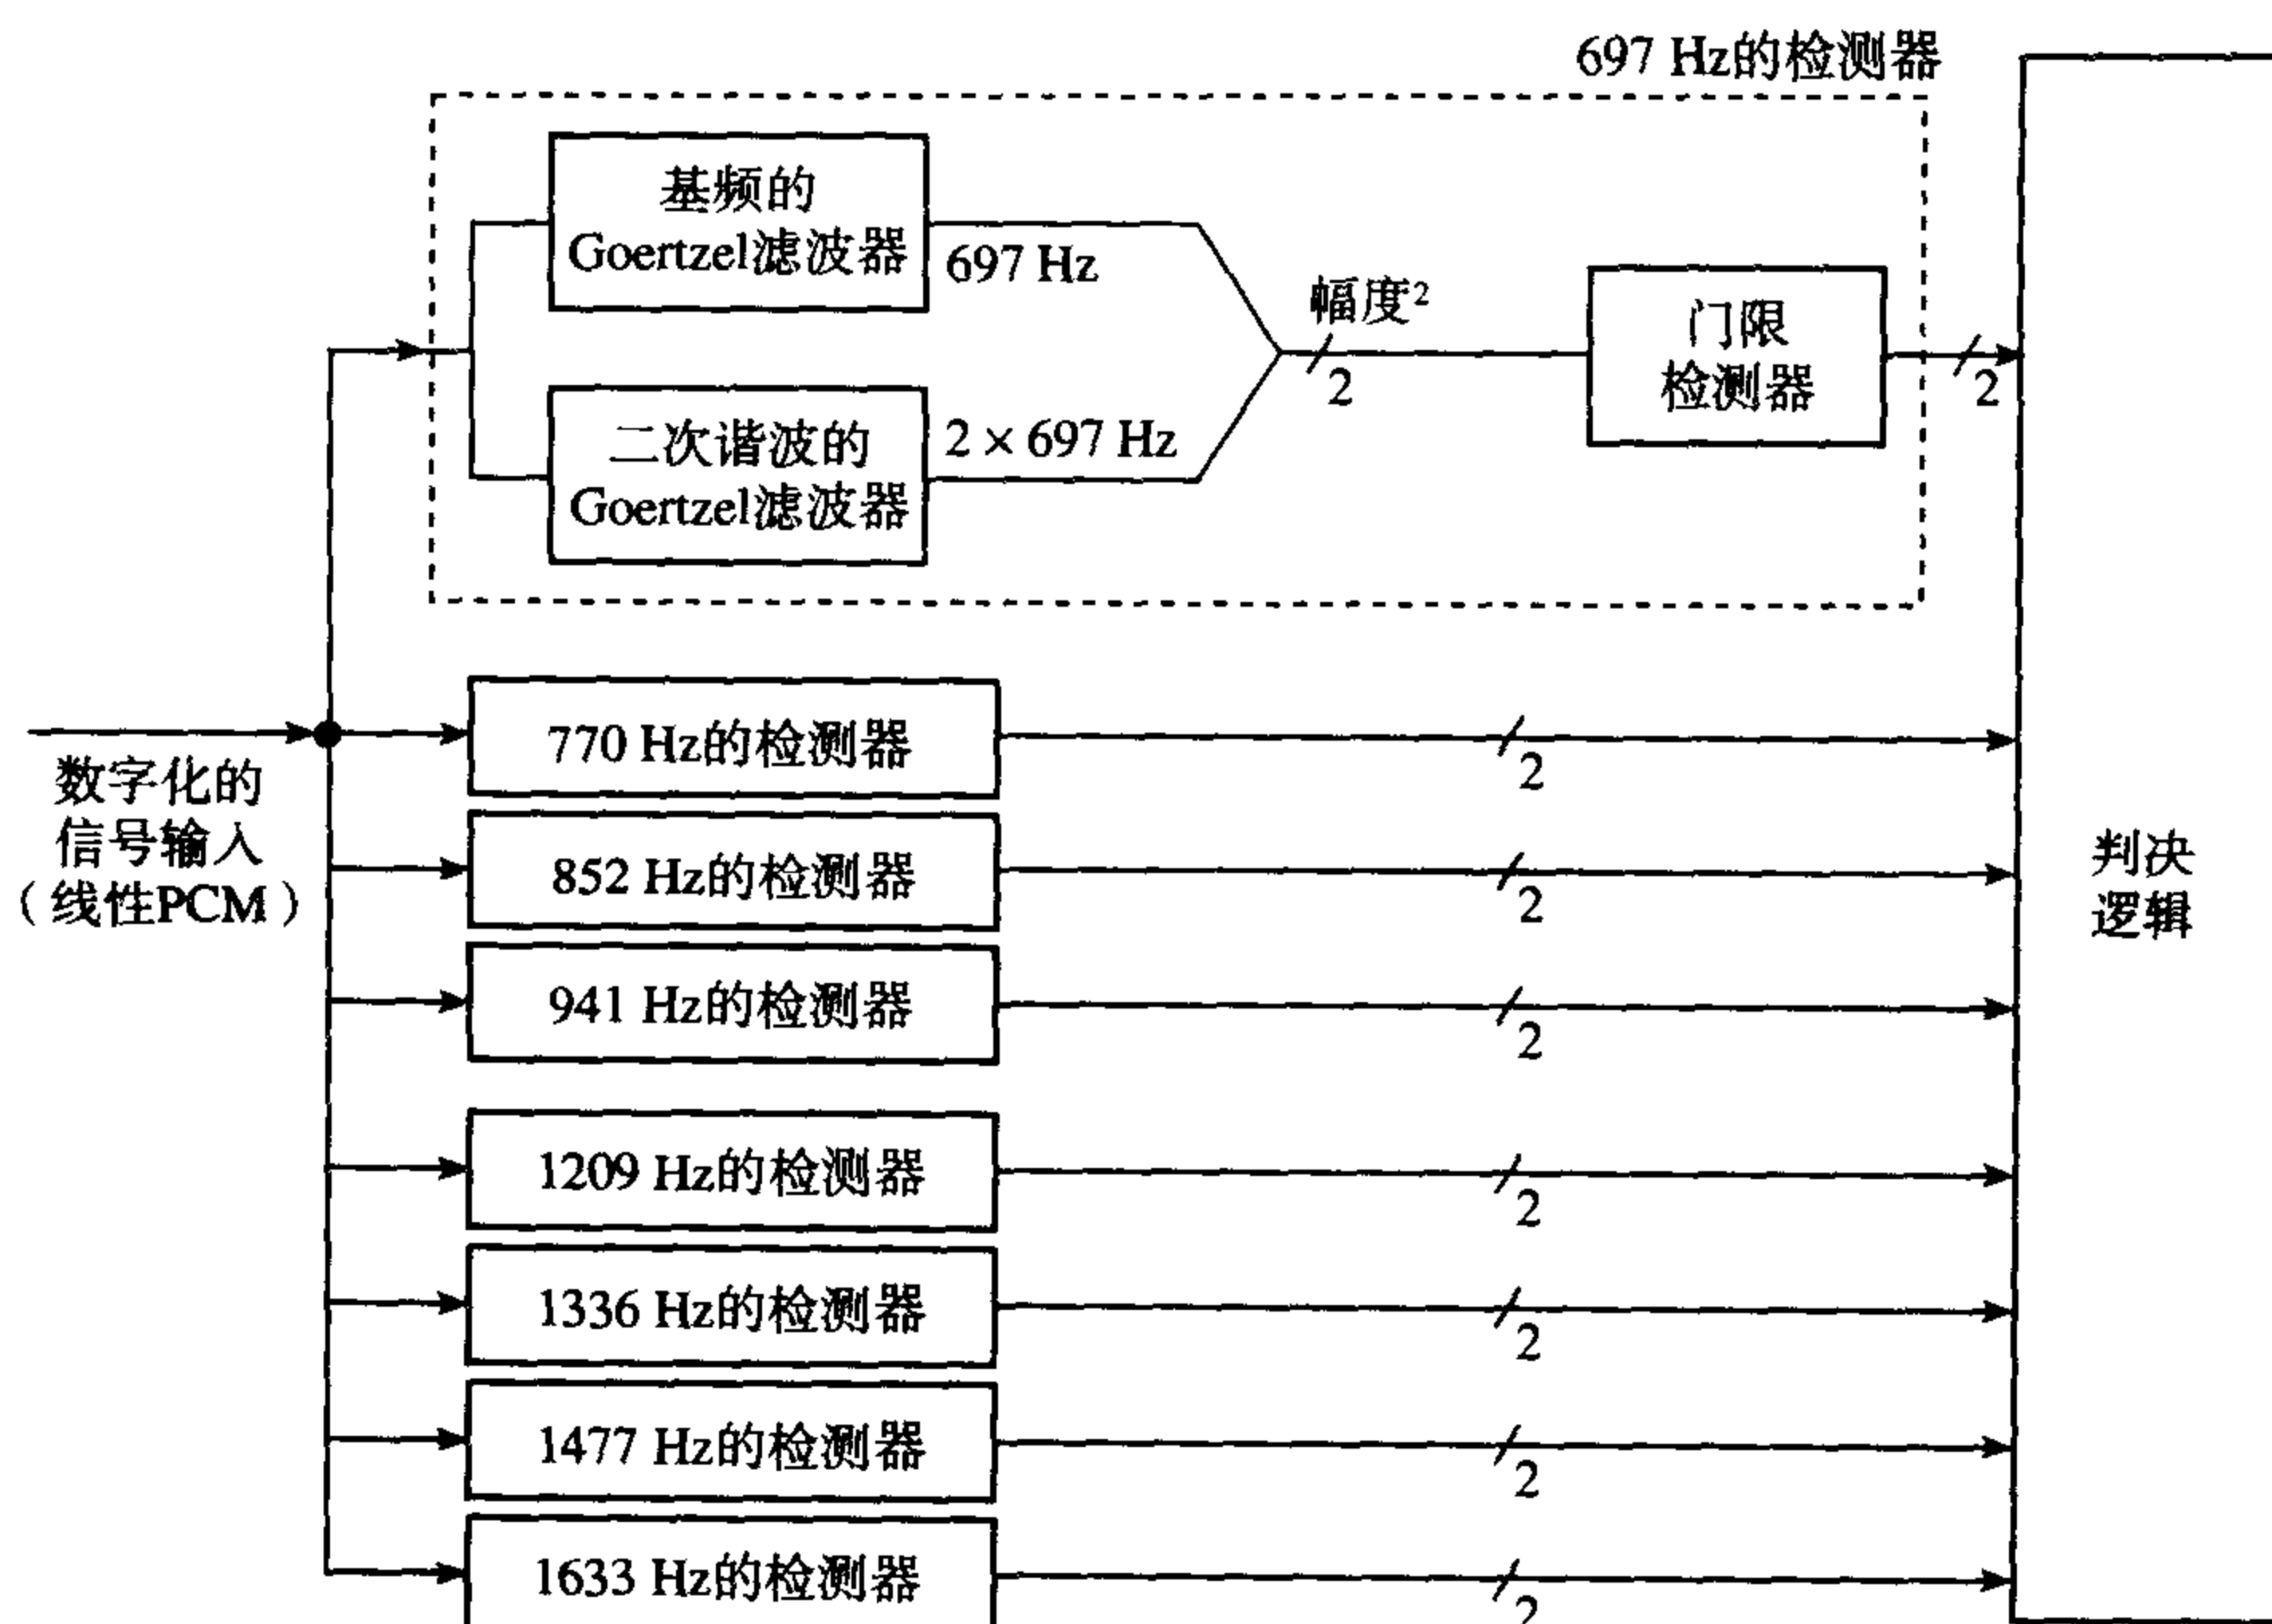 697 Hz的检测器
基频的
Goertzel滤波器
697 Hz
幅度²
2
门限
检测器
2
二次谐波的
Goertzel滤波器
2 × 697 Hz
数字化的
信号输入
（线性PCM）
770 Hz的检测器
2
852 Hz的检测器
2
941 Hz的检测器
2
1209 Hz的检测器
2
1336 Hz的检测器
2
1477 Hz的检测器
2
1633 Hz的检测器
2
判决
逻辑